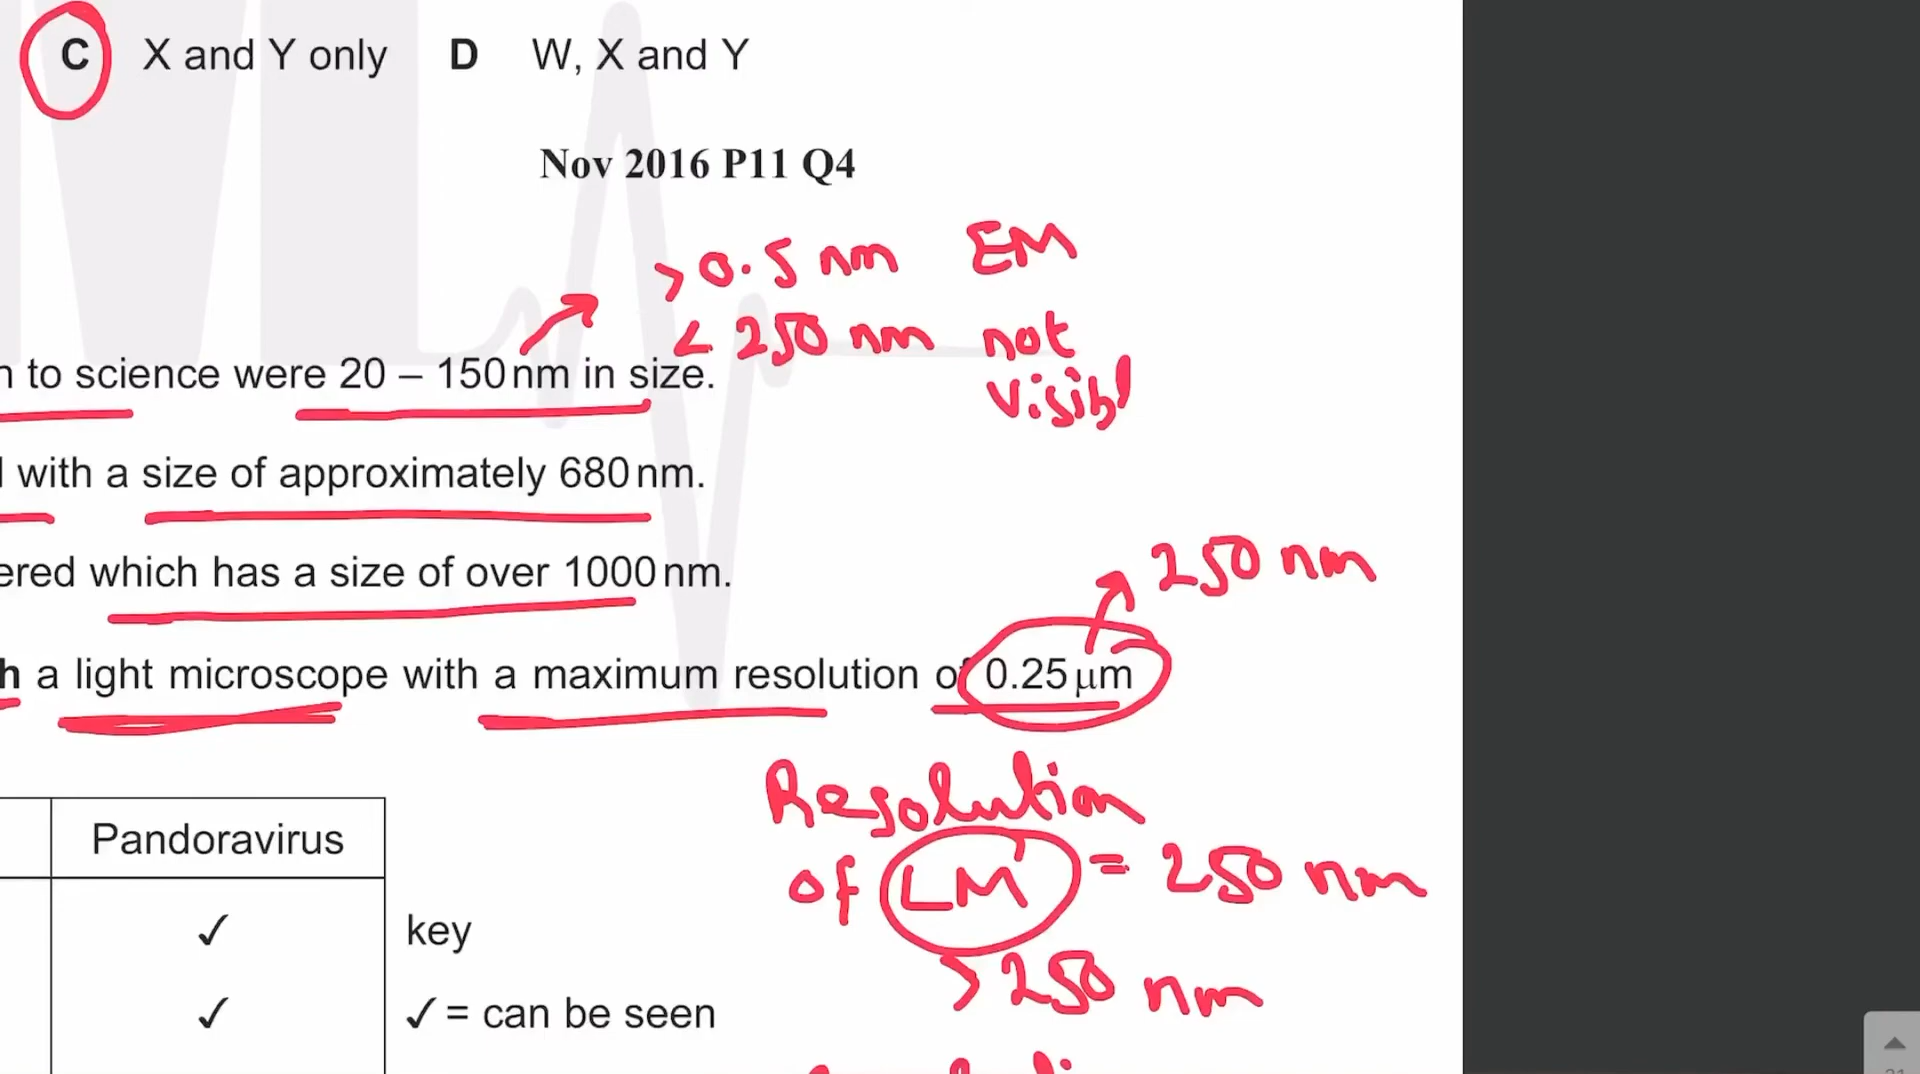 C X and Y only D W, X and Y
Nov 2016 P11 Q4
>0.5 nm EM
n to science were 20 – 150 nm in size.
< 250 nm not
visibl
l with a size of approximately 680 nm.
ered which has a size of over 1000 nm.
250 nm
h a light microscope with a maximum resolution of 0.25 μm
Resolution
of LM = 250 nm
Pandoravirus
✓ key
> 250 nm
✓ ✓ = can be seen